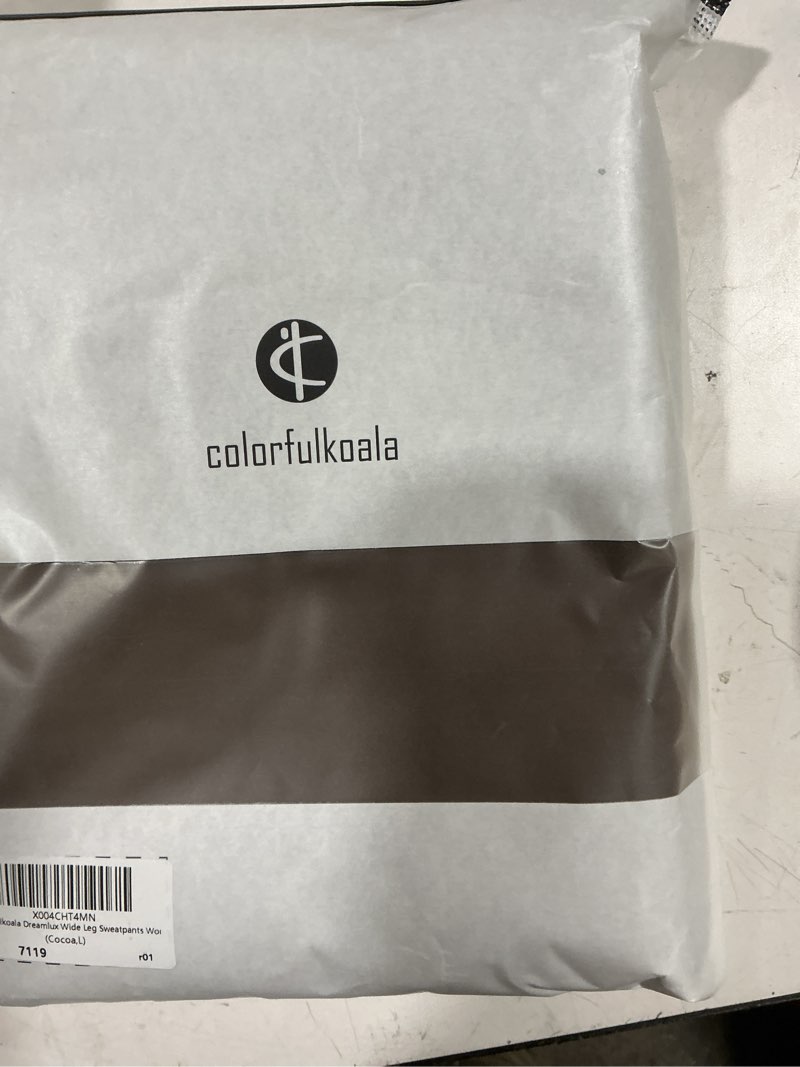 colorfulkoala
X004CHT4MN
lkoala Dreamlux Wide Leg Sweatpants Wo
(Cocoa,L)
7119 r01